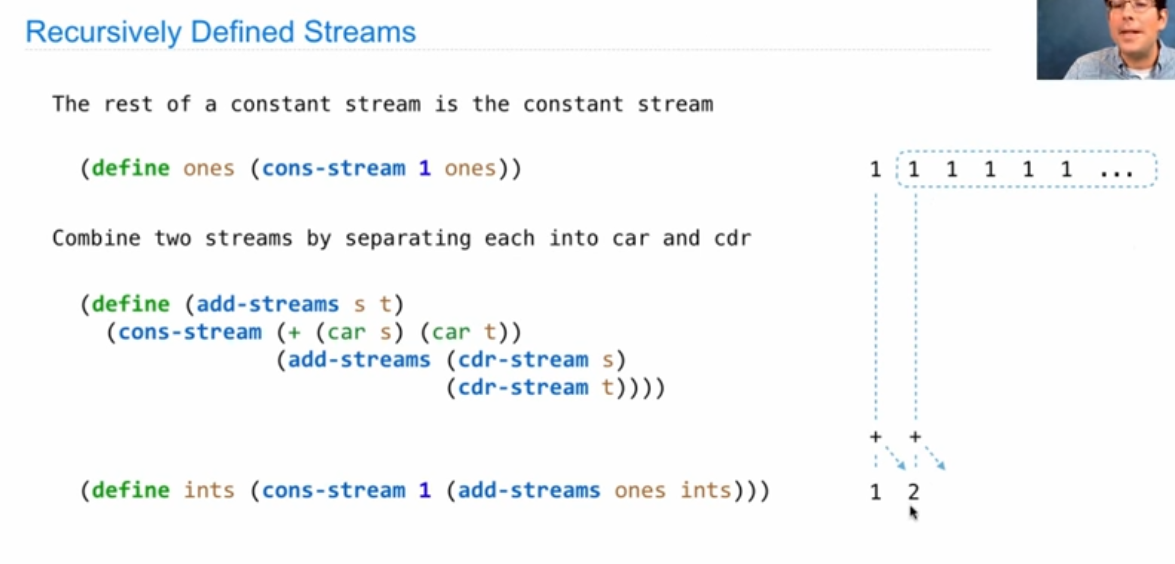 Recursively Defined Streams
The rest of a constant stream is the constant stream
(define ones (cons-stream 1 ones))
1 1 1 1 1 1 ...
Combine two streams by separating each into car and cdr
(define (add-streams s t)
(cons-stream (+ (car s) (car t))
(add-streams (cdr-stream s)
(cdr-stream t))))
+ +
(define ints (cons-stream 1 (add-streams ones ints)))
1 2